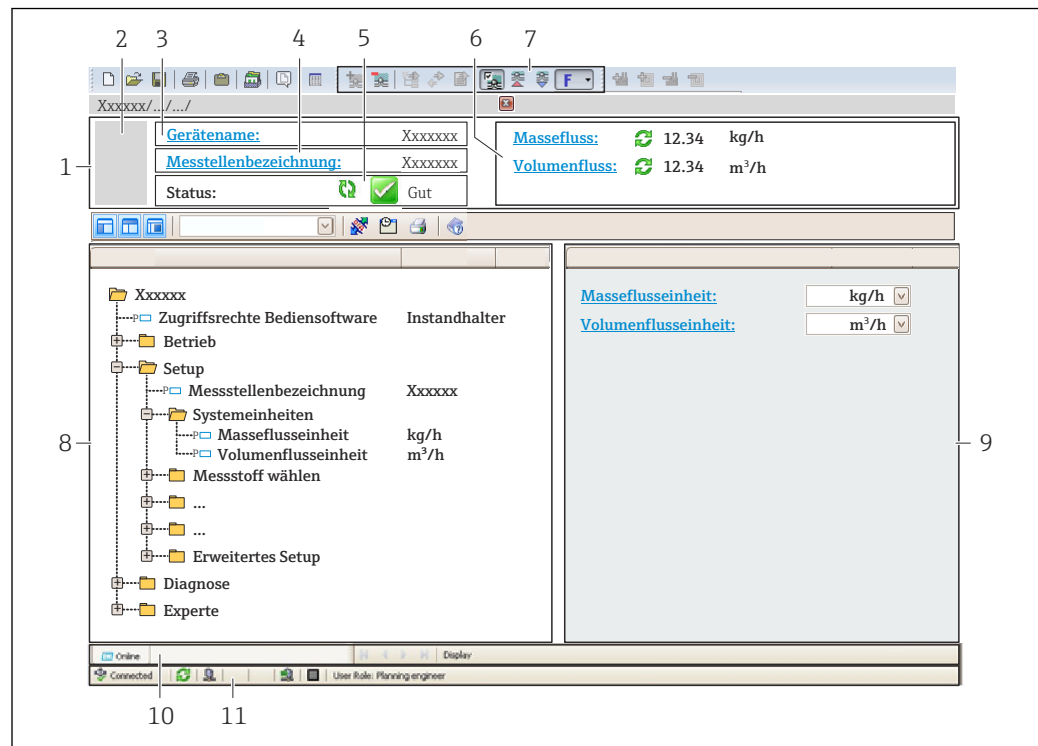 2 3 4 5 6 7
F
Xxxxxx/.../.../
1
Gerätename: Xxxxxxx
Messtellenbezeichnung: Xxxxxxx
Status: Gut
Massefluss: 12.34 kg/h
Volumenfluss: 12.34 m³/h
Xxxxxx
P Zugriffsrechte Bediensoftware Instandhalter
Betrieb
Setup
P Messstellenbezeichnung Xxxxxx
Systemeinheiten
P Masseflusseinheit kg/h
P Volumenflusseinheit m³/h
Messstoff wählen
...
...
Erweitertes Setup
Diagnose
Experte
8
Masseflusseinheit: kg/h
Volumenflusseinheit: m³/h
9
Online Display
Connected User Role: Planning engineer
10 11